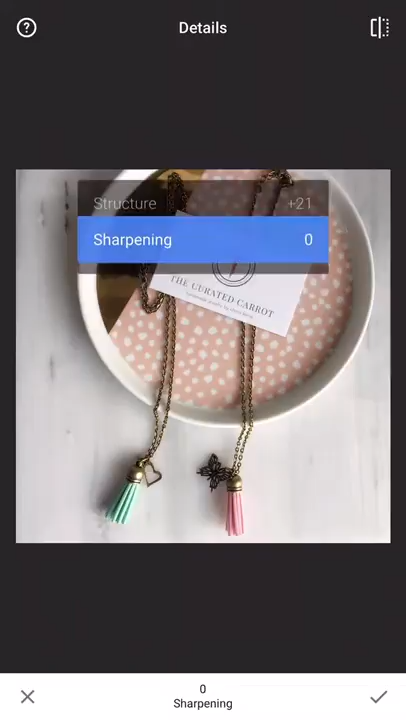 ?
Details
Structure +21
Sharpening 0
THE CURATED CARROT
0
Sharpening